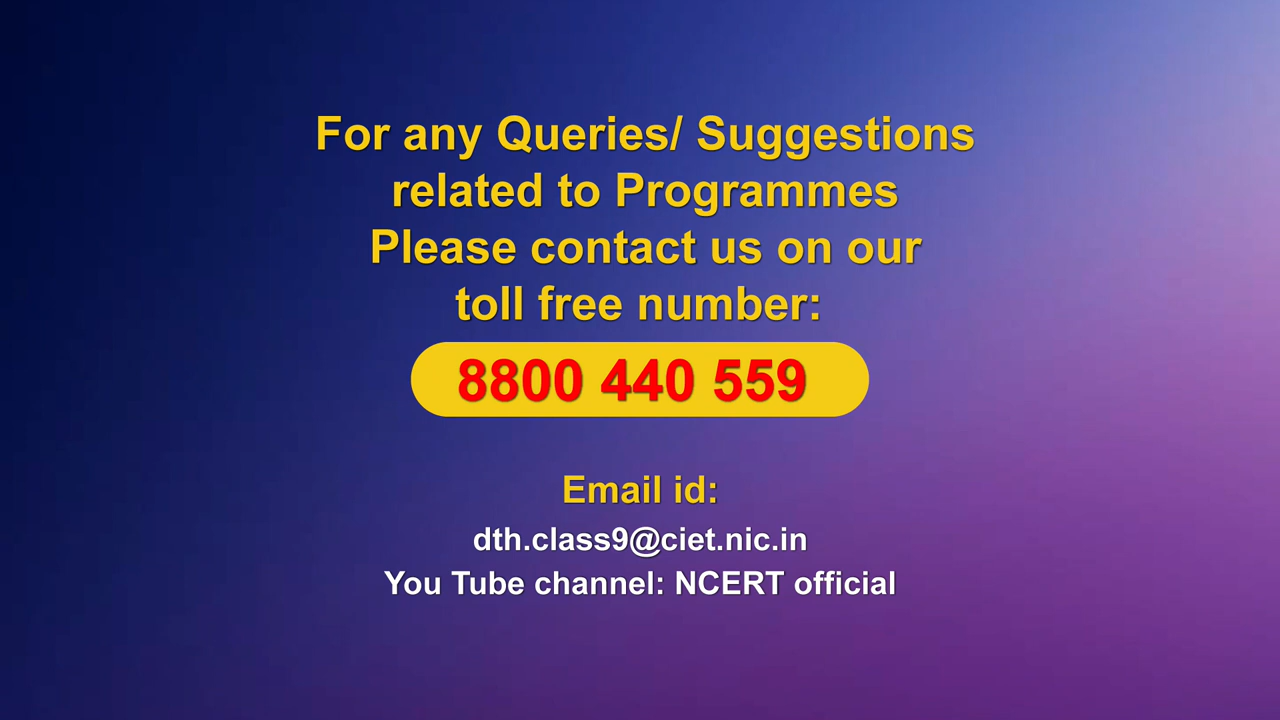 For any Queries/ Suggestions
related to Programmes
Please contact us on our
toll free number:
8800 440 559
Email id:
dth.class9@ciet.nic.in
You Tube channel: NCERT official